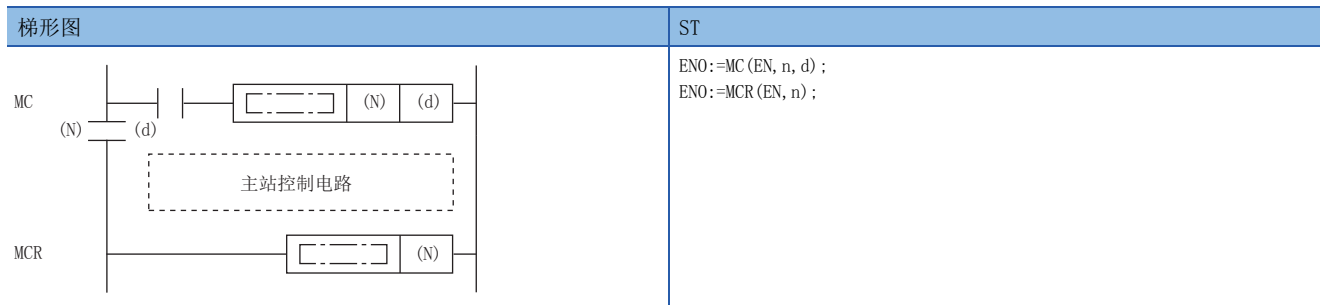 梯形图
ST
MC
(N)
(d)
(N)
(d)
主站控制电路
MCR
(N)
ENO:=MC(EN,n,d);
ENO:=MCR(EN,n);